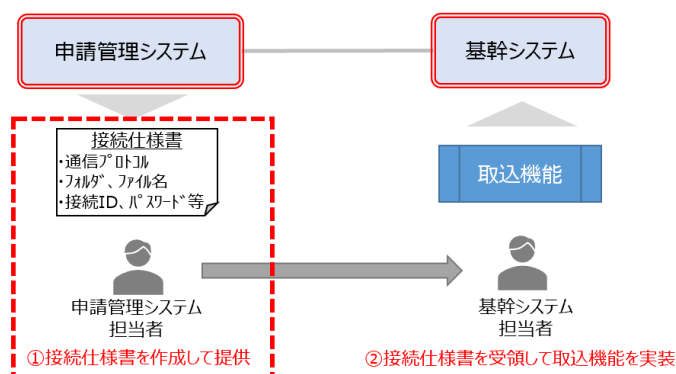 申請管理システム
基幹システム
接続仕様書
・通信ﾌﾟﾛﾄｺﾙ
・ﾌｫﾙﾀﾞ、ﾌｧｲﾙ名
・接続ID、ﾊﾟｽﾜｰﾄﾞ等
取込機能
申請管理システム
担当者
基幹システム
担当者
①接続仕様書を作成して提供
②接続仕様書を受領して取込機能を実装